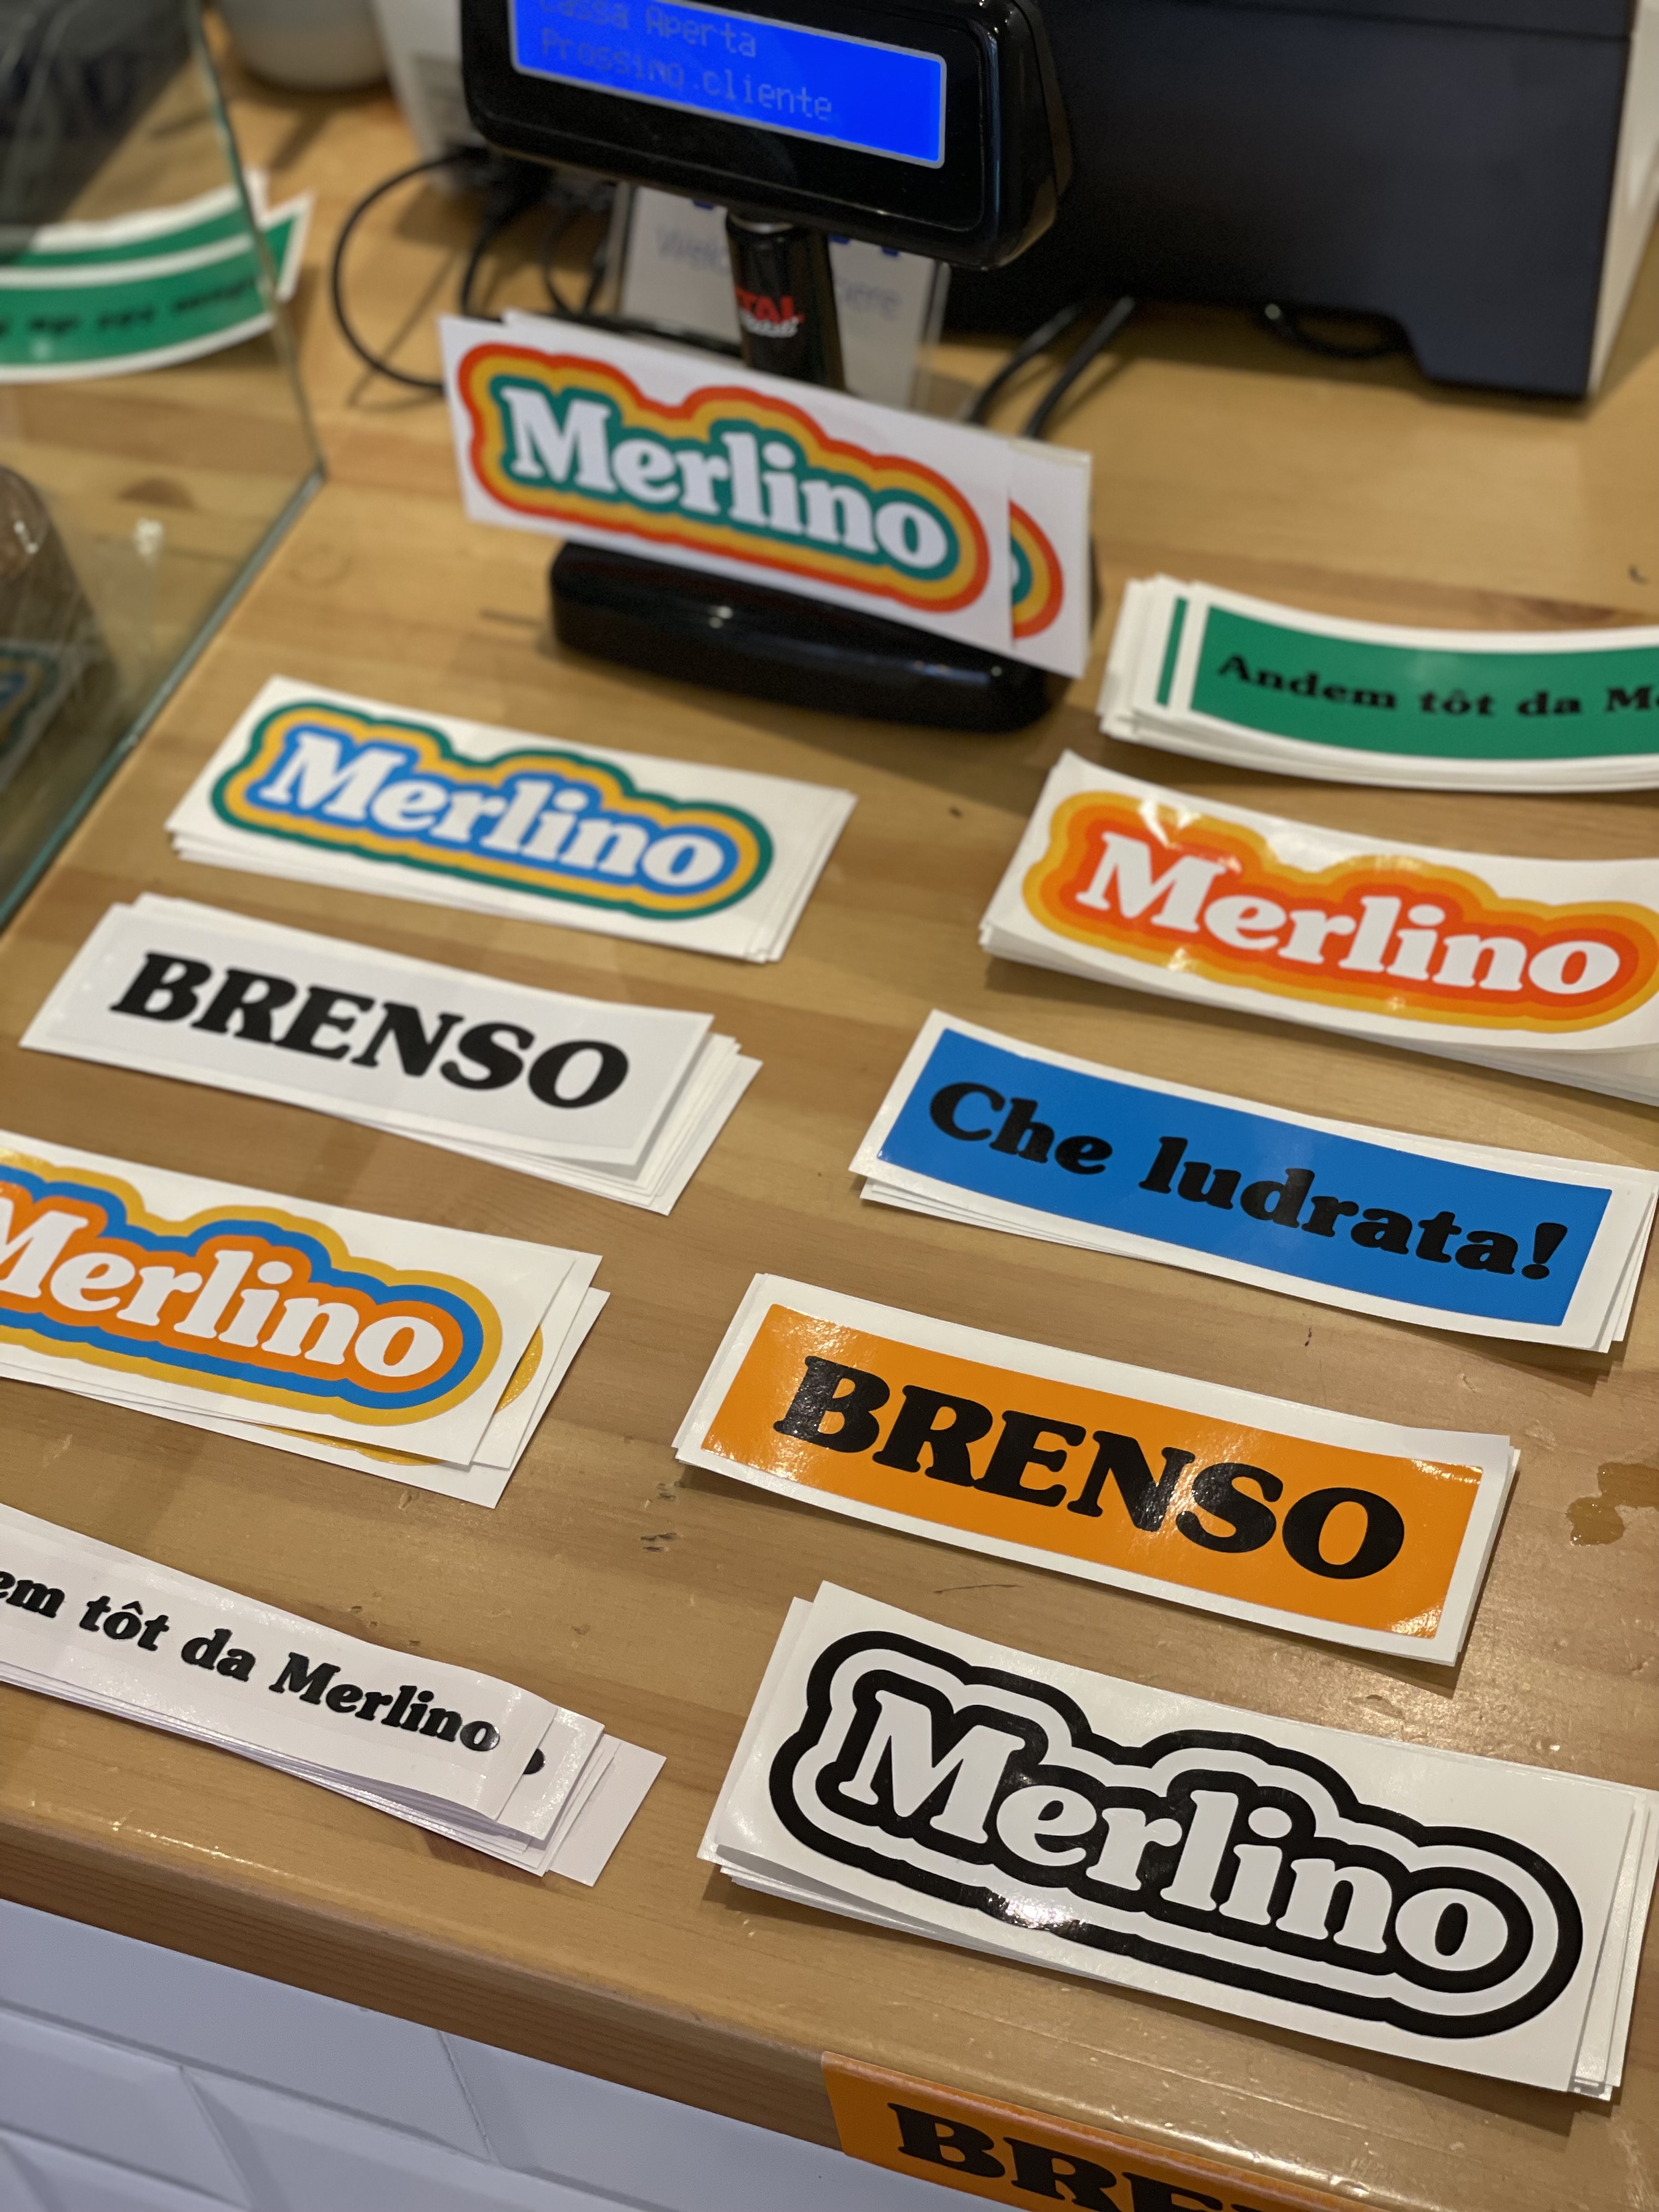 Cassa Aperta
Prossimo cliente
Merlino
Andem tôt da M
Merlino
Merlino
BRENSO
Che ludrata!
Merlino
BRENSO
em tôt da Merlino
Merlino
BRE